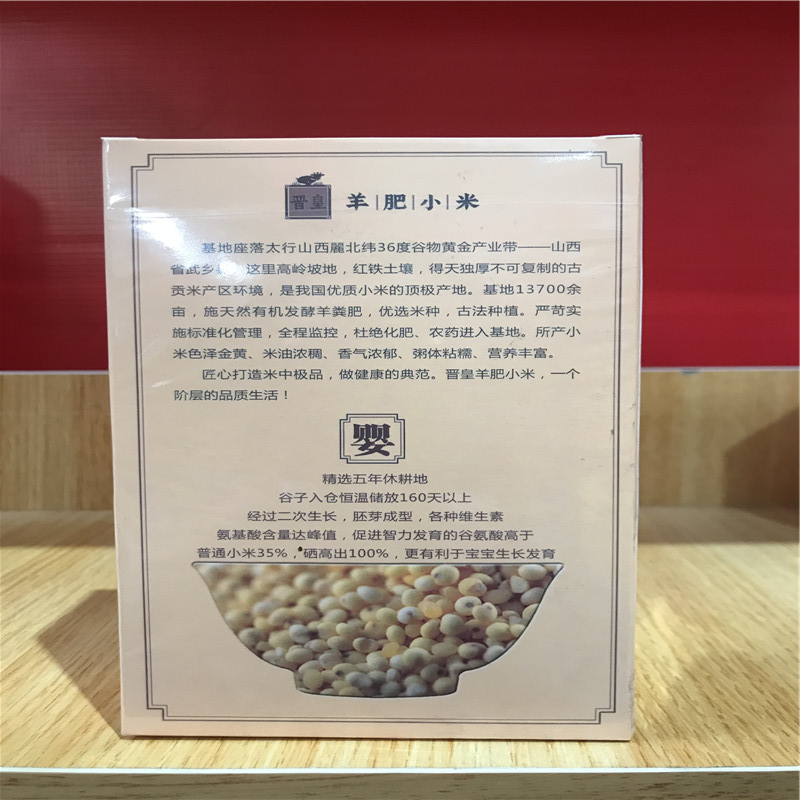 晋皇 羊肥小米
基地座落太行山西麓北纬36度谷物黄金产业带——山西
省武乡 这里高岭坡地，红铁土壤，得天独厚不可复制的古
贡米产区环境，是我国优质小米的顶极产地。基地13700余
亩，施天然有机发酵羊粪肥，优选米种，古法种植。严苛实
施标准化管理，全程监控，杜绝化肥、农药进入基地。所产小
米色泽金黄、米油浓稠、香气浓郁、粥体粘糯、营养丰富。
匠心打造米中极品，做健康的典范。晋皇羊肥小米，一个
阶层的品质生活！
婴
精选五年休耕地
谷子入仓恒温储放160天以上
经过二次生长，胚芽成型，各种维生素
氨基酸含量达峰值，促进智力发育的谷氨酸高于
普通小米35%，硒高出100%，更有利于宝宝生长发育